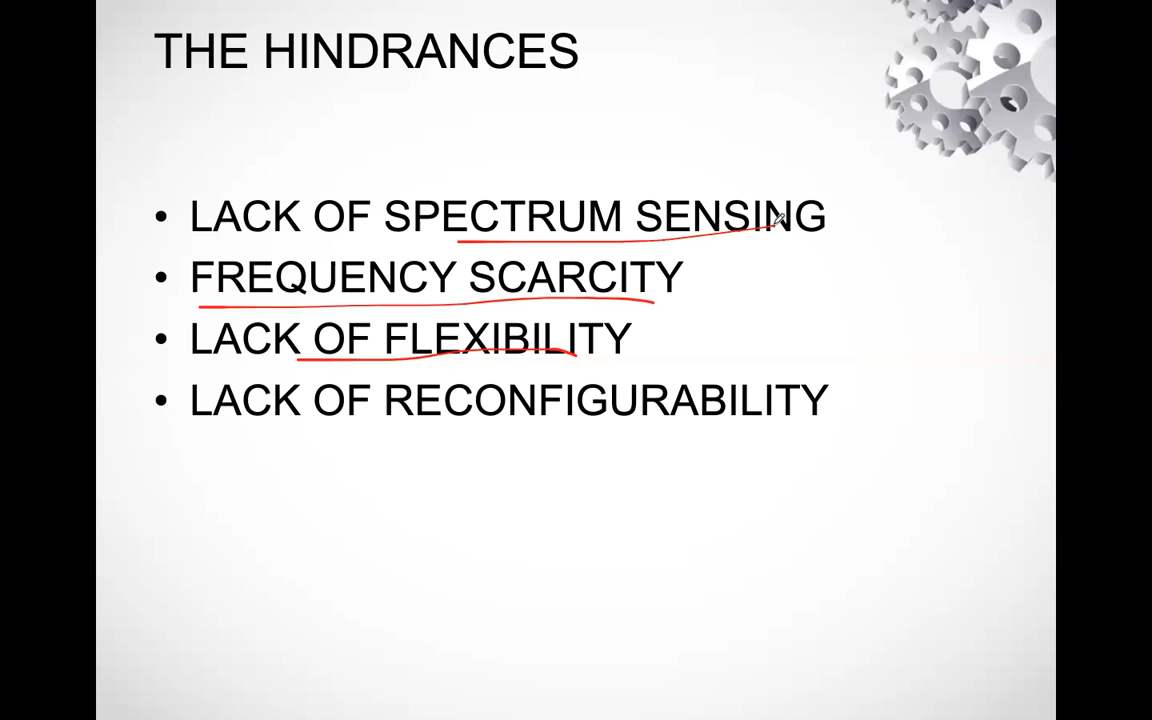 THE HINDRANCES
• LACK OF SPECTRUM SENSING
• FREQUENCY SCARCITY
• LACK OF FLEXIBILITY
• LACK OF RECONFIGURABILITY